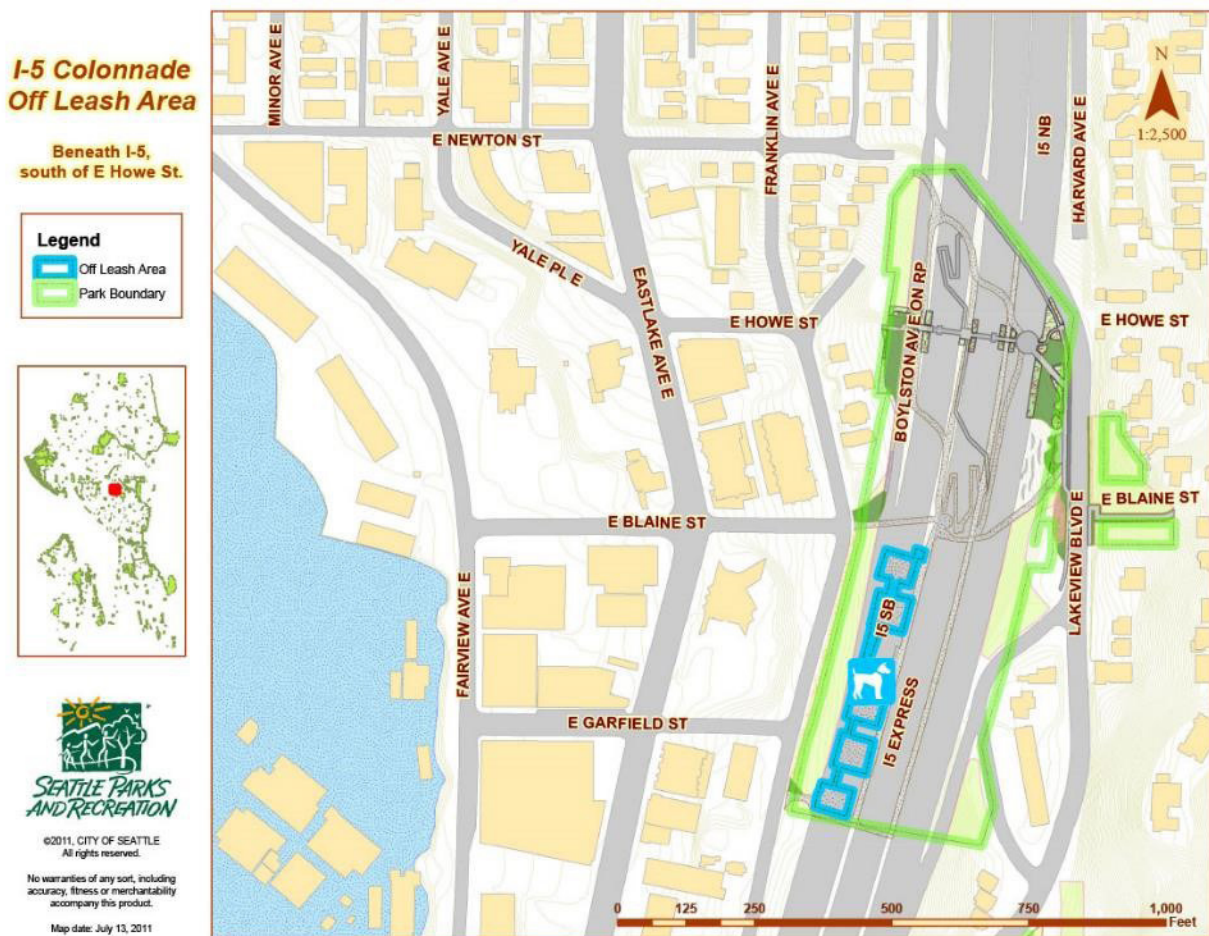 I-5 Colonnade
Off Leash Area
Beneath I-5,
south of E Howe St.
Legend
Off Leash Area
Park Boundary
SEATTLE PARKS
AND RECREATION
©2011, CITY OF SEATTLE
All rights reserved.
No warranties of any sort, including
accuracy, fitness or merchantability
accompany this product.
Map date: July 13, 2011
MINOR AVE E
YALE AVE E
E NEWTON ST
FRANKLIN AVE E
I5 NB
HARVARD AVE E
N
1:2,500
YALE PL E
EASTLAKE AVE E
E HOWE ST
BOYLSTON AVE ON RP
E HOWE ST
E BLAINE ST
E BLAINE ST
LAKEVIEW BLVD E
FAIRVIEW AVE E
I5 SB
E GARFIELD ST
I5 EXPRESS
0 125 250 500 750 1,000
Feet